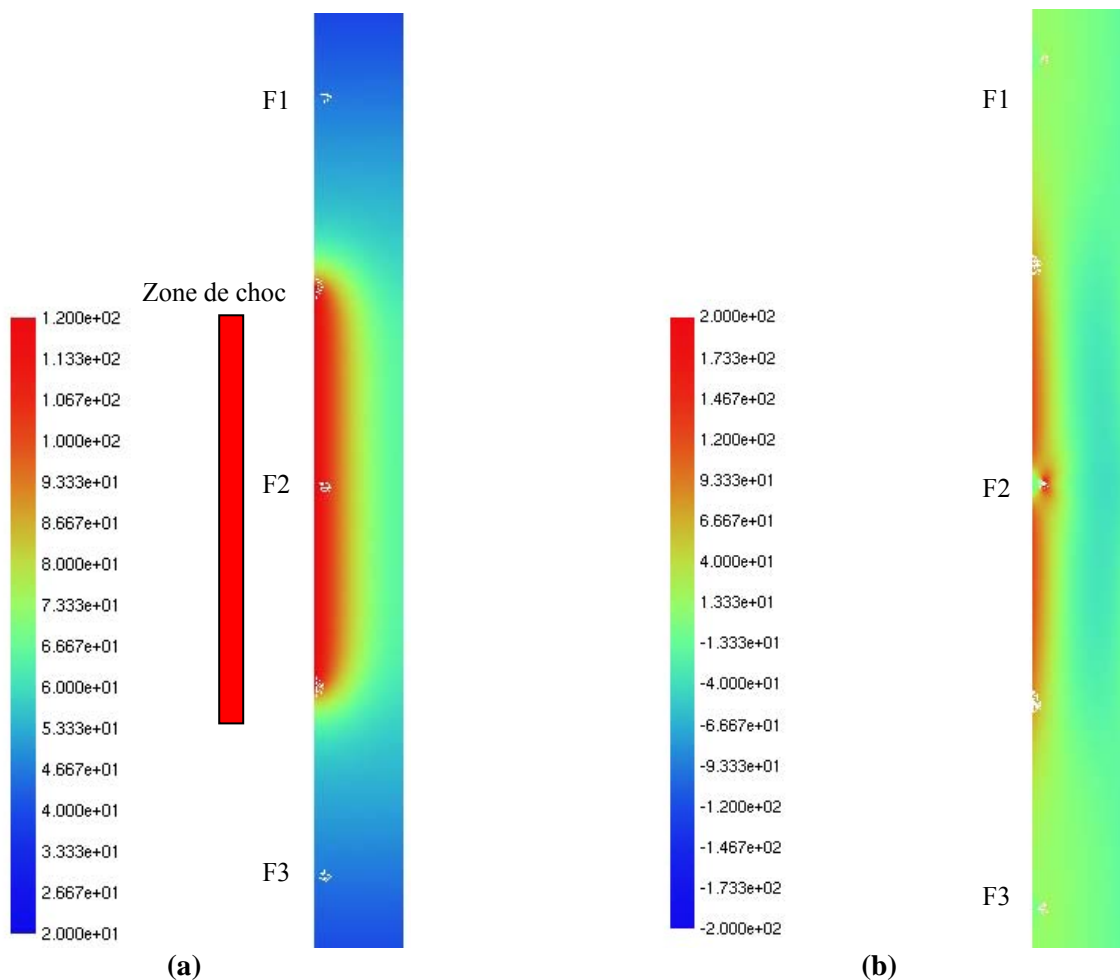 F1
Zone de choc
1.200e+02
1.133e+02
1.067e+02
1.000e+02
9.333e+01
8.667e+01
8.000e+01
7.333e+01
6.667e+01
6.000e+01
5.333e+01
4.667e+01
4.000e+01
3.333e+01
2.667e+01
2.000e+01
F2
F3
(a)
F1
2.000e+02
1.733e+02
1.467e+02
1.200e+02
9.333e+01
6.667e+01
4.000e+01
1.333e+01
-1.333e+01
-4.000e+01
-6.667e+01
-9.333e+01
-1.200e+02
-1.467e+02
-1.733e+02
-2.000e+02
F2
F3
(b)